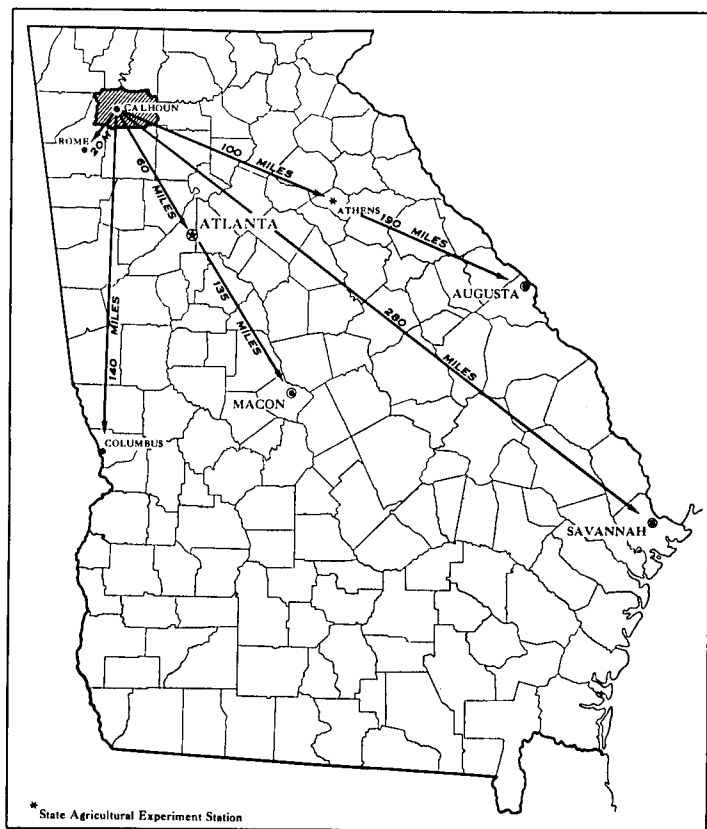 CALHOUN
ROME
20 M
100 MILES
60 MILES
* ATHENS
190 MILES
ATLANTA
AUGUSTA
140 MILES
135 MILES
280 MILES
MACON
COLUMBUS
SAVANNAH
* State Agricultural Experiment Station